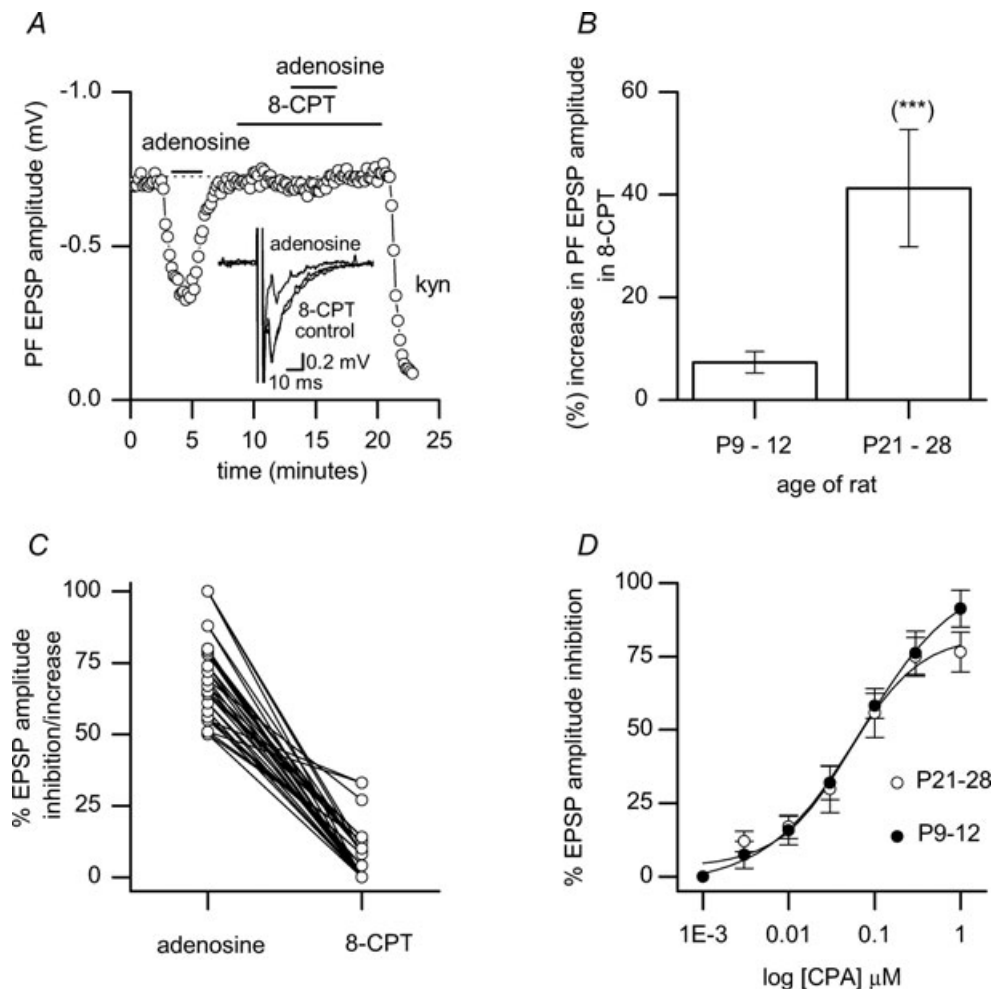 A
adenosine
8-CPT
adenosine
PF EPSP amplitude (mV)
-1.0
-0.5
0.0
adenosine
8-CPT
control
0.2 mV
10 ms
kyn
0 5 10 15 20 25
time (minutes)
B
(%) increase in PF EPSP amplitude
in 8-CPT
60
40
20
0
(***)
P9 - 12 P21 - 28
age of rat
C
% EPSP amplitude
inhibition/increase
100
75
50
25
0
adenosine 8-CPT
D
% EPSP amplitude inhibition
100
75
50
25
0
P21-28
P9-12
1E-3 0.01 0.1 1
log [CPA] μM